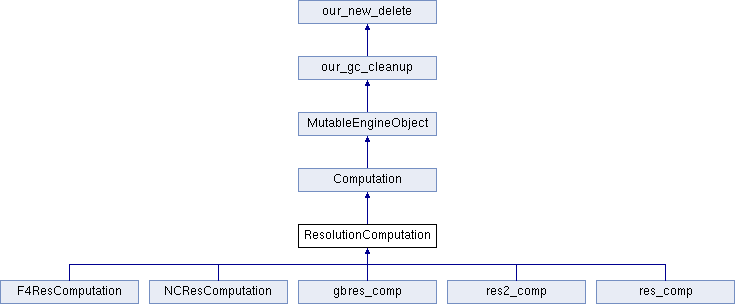 our_new_delete
our_gc_cleanup
MutableEngineObject
Computation
ResolutionComputation
F4ResComputation
NCResComputation
gbres_comp
res2_comp
res_comp